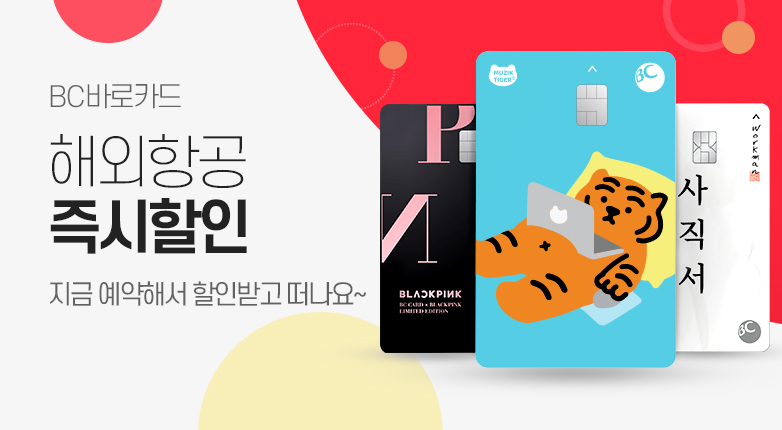 BC바로카드
해외항공
즉시할인
지금 예약해서 할인받고 떠나요~
P
N
BLACKPINK
BC CARD × BLACKPINK
LIMITED EDITION
MUZIK
TIGER
BC
Workman
사직서
BC